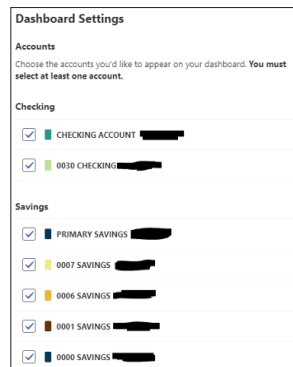 Dashboard Settings
Accounts
Choose the accounts you'd like to appear on your dashboard. You must
select at least one account.
Checking
CHECKING ACCOUNT
0030 CHECKING
Savings
PRIMARY SAVINGS
0007 SAVINGS
0006 SAVINGS
0001 SAVINGS
0000 SAVINGS